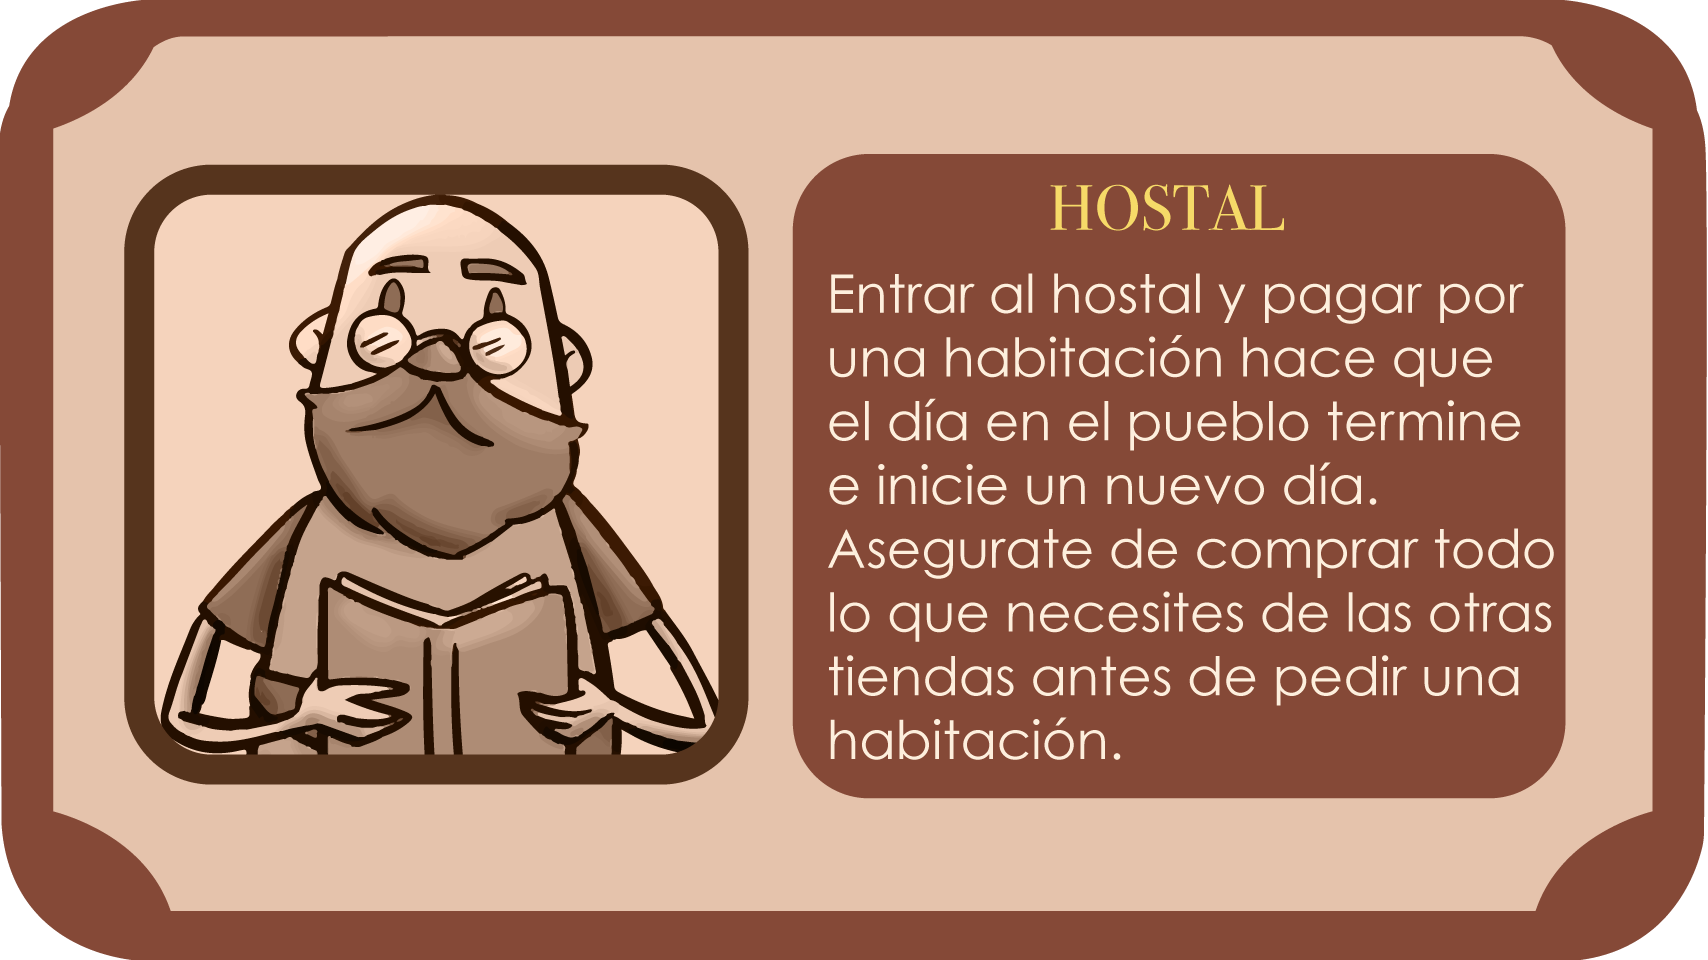 HOSTAL
Entrar al hostal y pagar por
una habitación hace que
el día en el pueblo termine
e inicie un nuevo día.
Asegurate de comprar todo
lo que necesites de las otras
tiendas antes de pedir una
habitación.